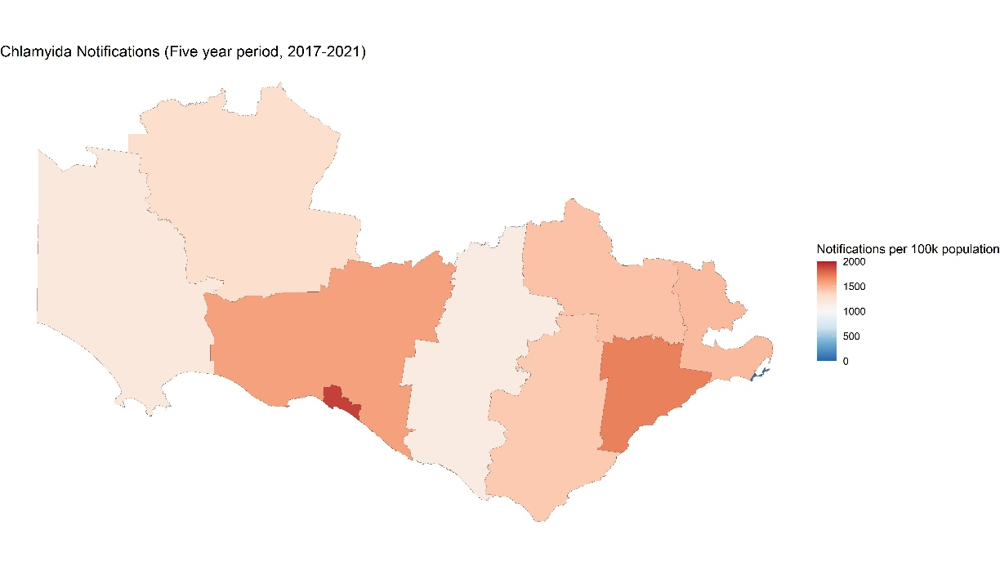 Chlamyida Notifications (Five year period, 2017-2021)
Notifications per 100k population
2000
1500
1000
500
0